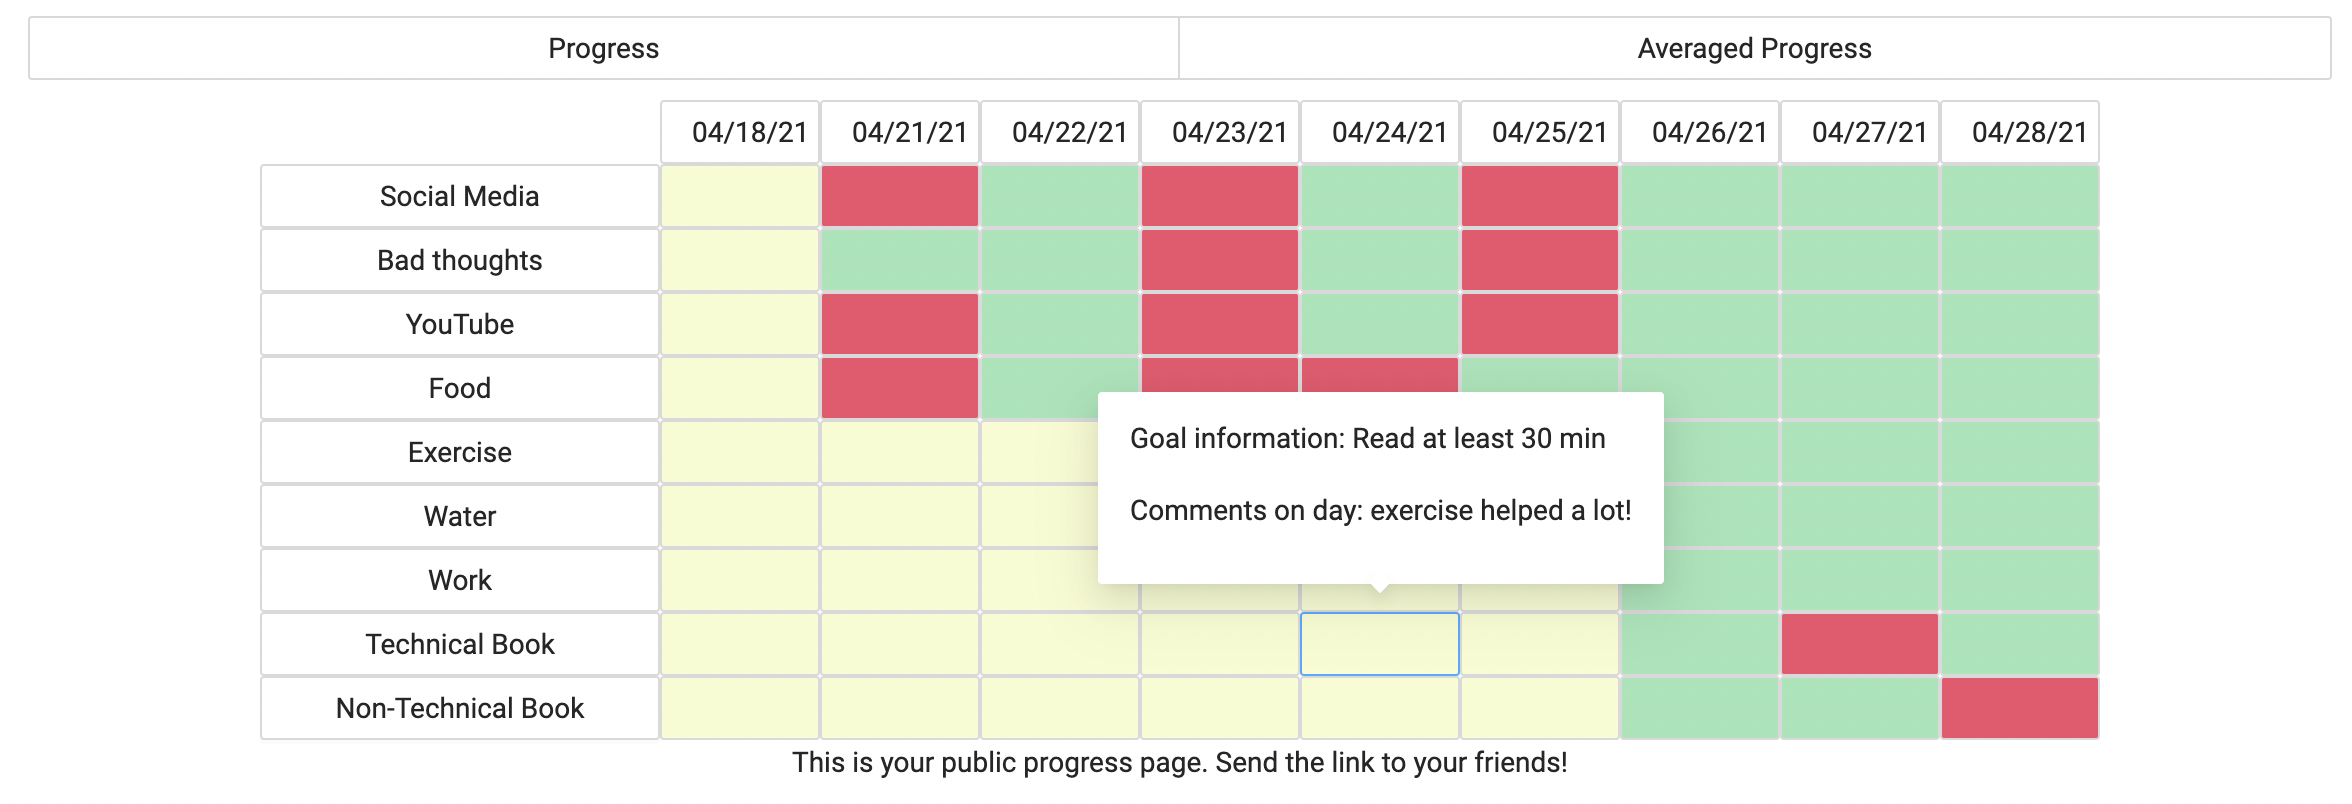 Progress
Averaged Progress
04/18/21 04/21/21 04/22/21 04/23/21 04/24/21 04/25/21 04/26/21 04/27/21 04/28/21
Social Media
Bad thoughts
YouTube
Food
Goal information: Read at least 30 min
Exercise
Comments on day: exercise helped a lot!
Water
Work
Technical Book
Non-Technical Book
This is your public progress page. Send the link to your friends!